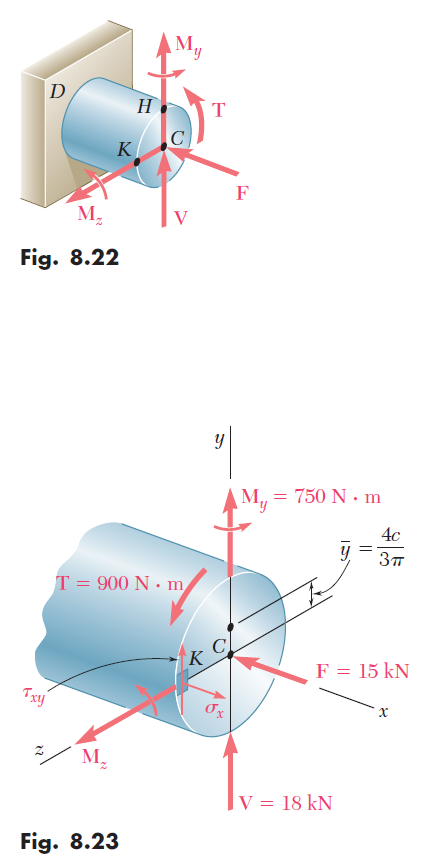 D
M_y
H
T
C
K
F
M_z
V
Fig. 8.22
y
M_y = 750 N · m
ȳ = 4c/3π
T = 900 N · m
C
K
F = 15 kN
τ_xy
σ_x
x
z
M_z
V = 18 kN
Fig. 8.23